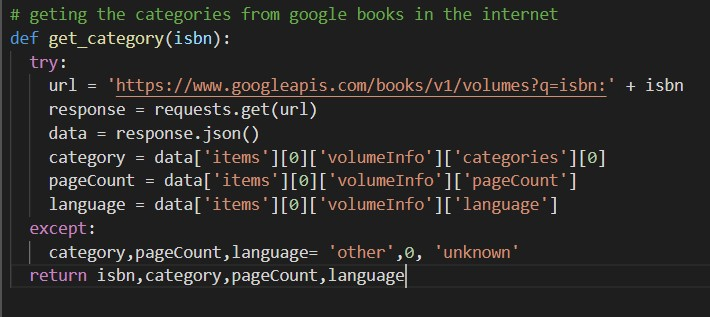 # geting the categories from google books in the internet
def get_category(isbn):
  try:
    url = 'https://www.googleapis.com/books/v1/volumes?q=isbn:' + isbn
    response = requests.get(url)
    data = response.json()
    category = data['items'][0]['volumeInfo']['categories'][0]
    pageCount = data['items'][0]['volumeInfo']['pageCount']
    language = data['items'][0]['volumeInfo']['language']
  except:
    category,pageCount,language= 'other',0, 'unknown'
  return isbn,category,pageCount,language